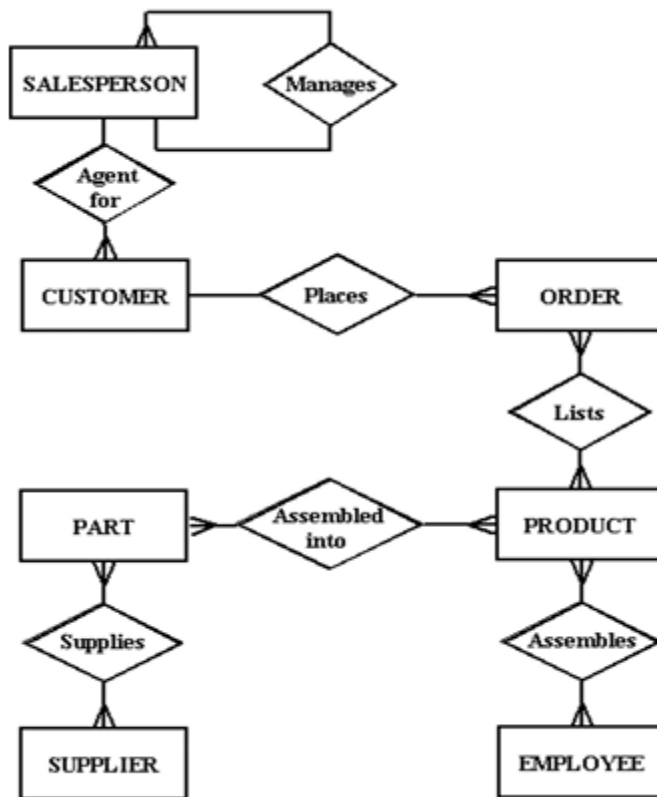 SALESPERSON
Manages
Agent
for
CUSTOMER
Places
ORDER
Lists
PART
Assembled
into
PRODUCT
Supplies
Assembles
SUPPLIER
EMPLOYEE